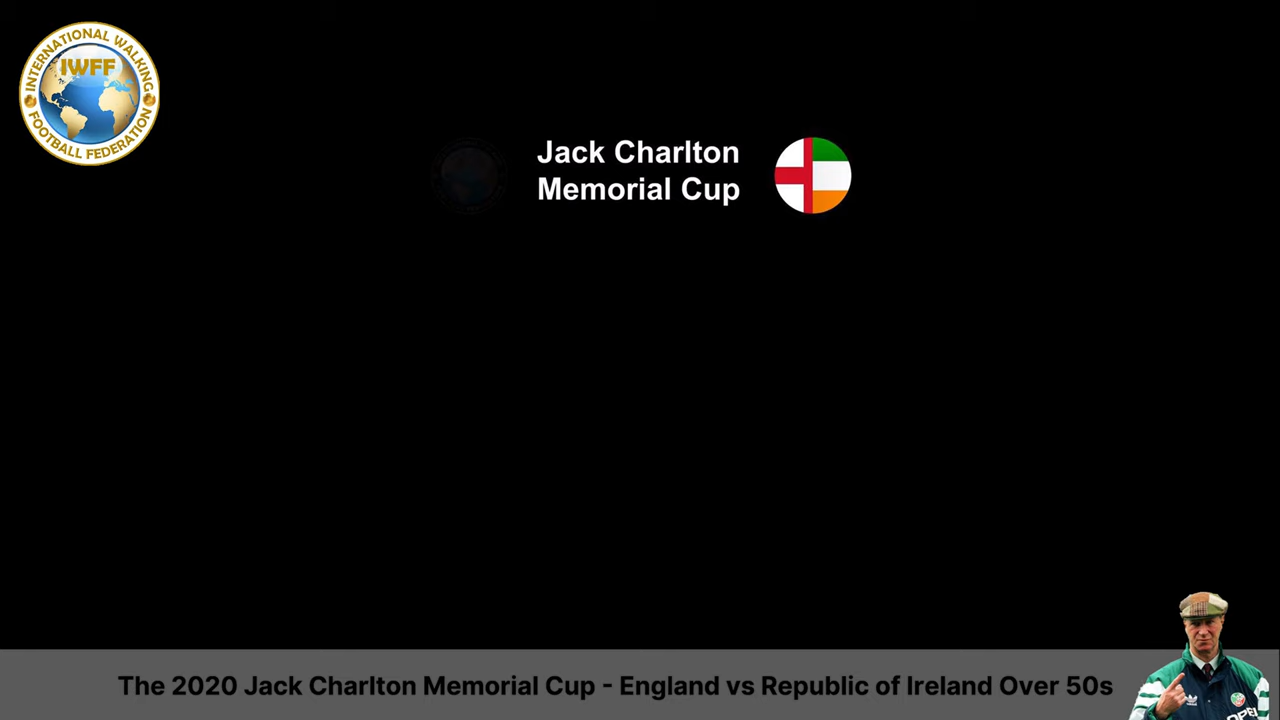 INTERNATIONAL WALKING
IWFF
FOOTBALL FEDERATION
Jack Charlton
Memorial Cup
The 2020 Jack Charlton Memorial Cup - England vs Republic of Ireland Over 50s